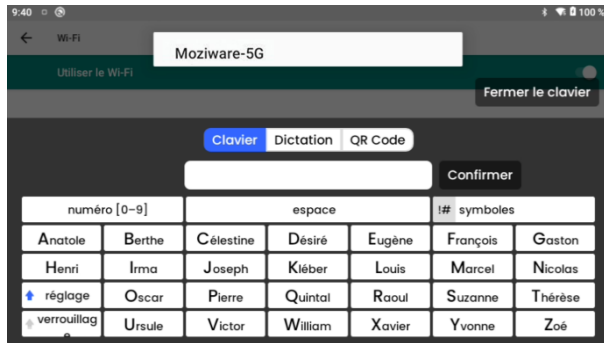 9:40 100 %
Wi-Fi
Moziware-5G
Utiliser le Wi-Fi
Fermer le clavier
Clavier Dictation QR Code
Confirmer
numéro [0-9] espace !# symboles
Anatole Berthe Célestine Désiré Eugène François Gaston
Henri Irma Joseph Kléber Louis Marcel Nicolas
réglage Oscar Pierre Quintal Raoul Suzanne Thérèse
verrouillag Ursule Victor William Xavier Yvonne Zoé